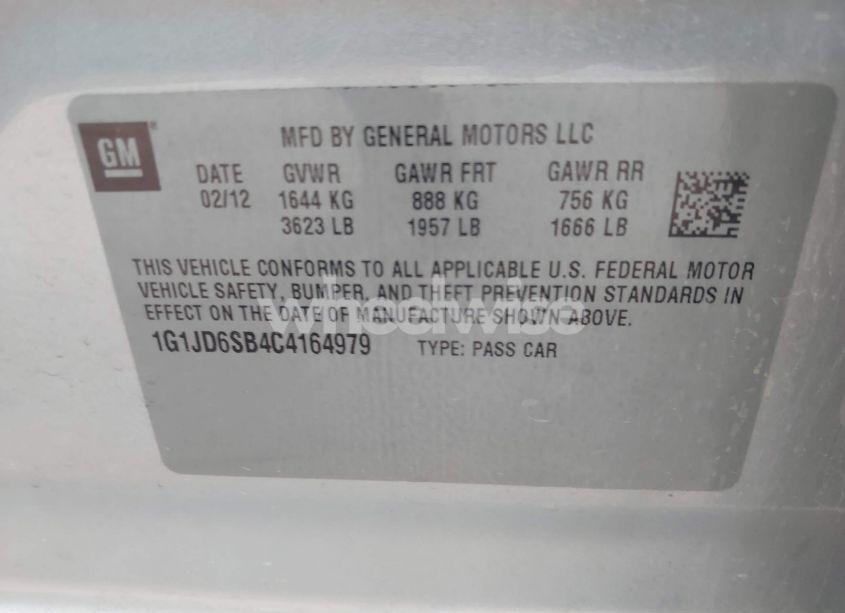 GM
MFD BY GENERAL MOTORS LLC
DATE GVWR GAWR FRT GAWR RR
02/12 1644 KG 888 KG 756 KG
3623 LB 1957 LB 1666 LB
THIS VEHICLE CONFORMS TO ALL APPLICABLE U.S. FEDERAL MOTOR
VEHICLE SAFETY, BUMPER, AND THEFT PREVENTION STANDARDS IN
EFFECT ON THE DATE OF MANUFACTURE SHOWN ABOVE.
wheelwise
1G1JD6SB4C4164979 TYPE: PASS CAR